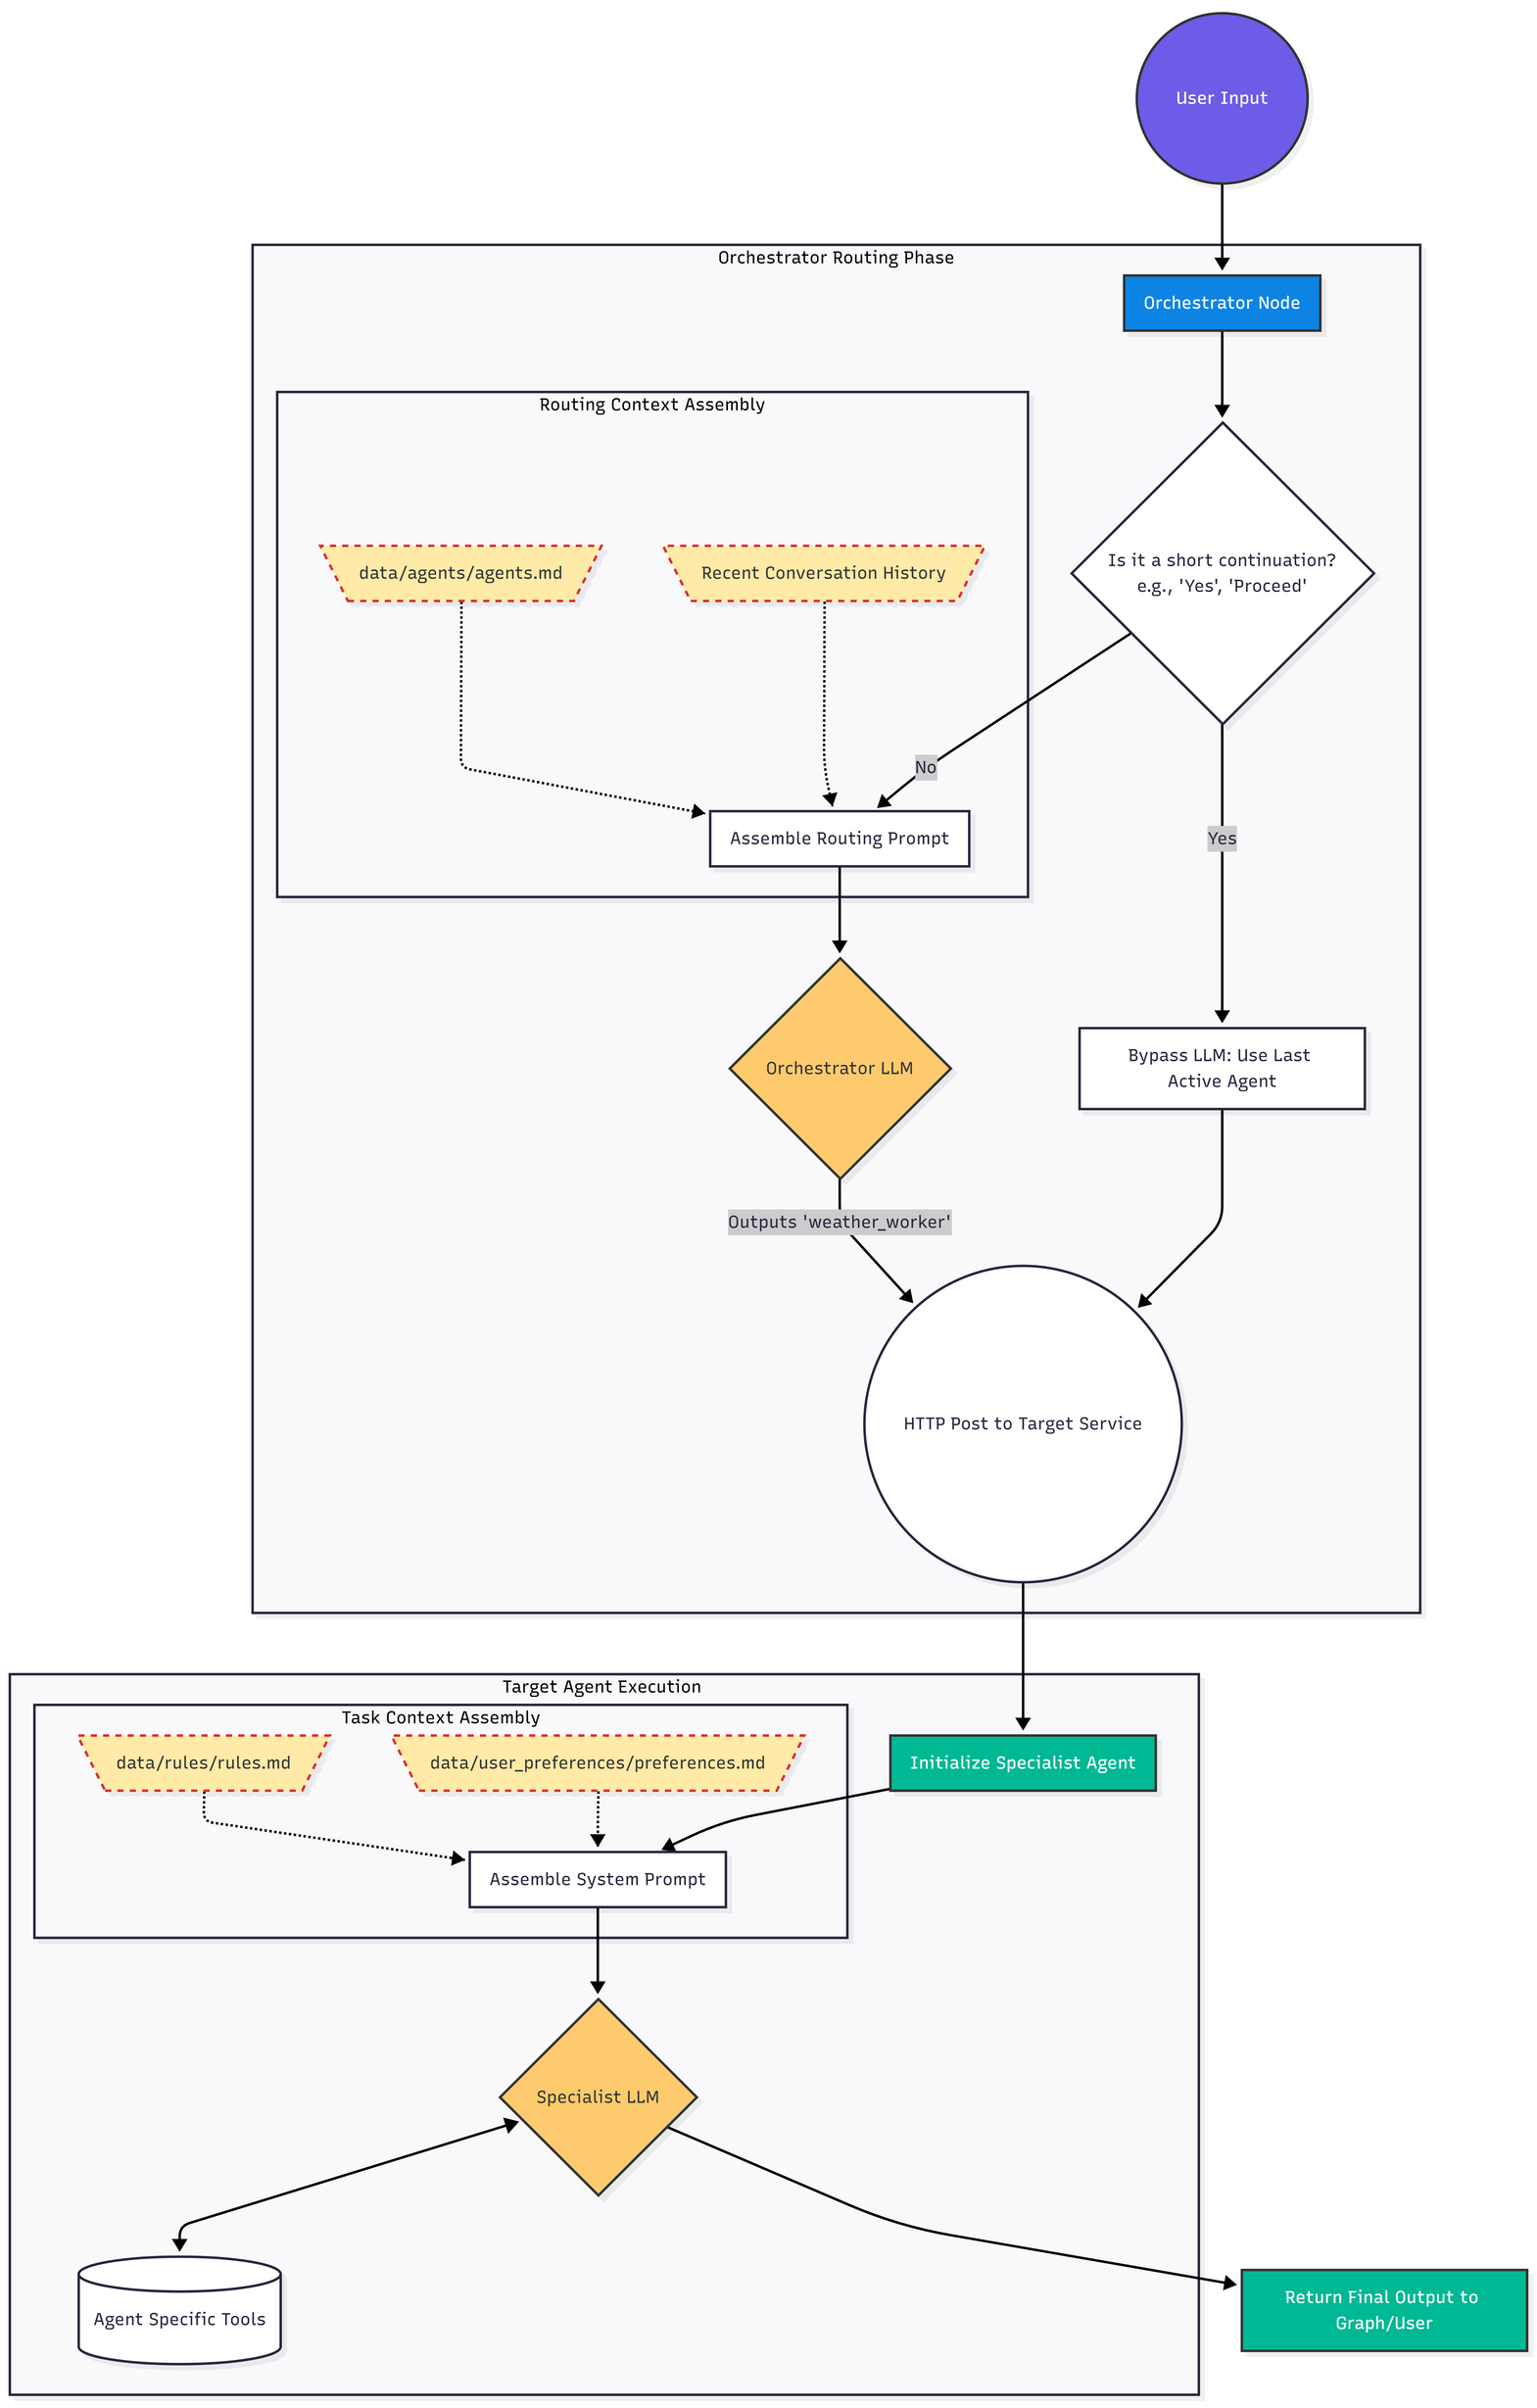 User Input
Orchestrator Routing Phase
Orchestrator Node
Routing Context Assembly
data/agents/agents.md
Recent Conversation History
Is it a short continuation?
e.g., 'Yes', 'Proceed'
No
Yes
Assemble Routing Prompt
Orchestrator LLM
Bypass LLM: Use Last
Active Agent
Outputs 'weather_worker'
HTTP Post to Target Service
Target Agent Execution
Task Context Assembly
data/rules/rules.md
data/user_preferences/preferences.md
Initialize Specialist Agent
Assemble System Prompt
Specialist LLM
Agent Specific Tools
Return Final Output to
Graph/User